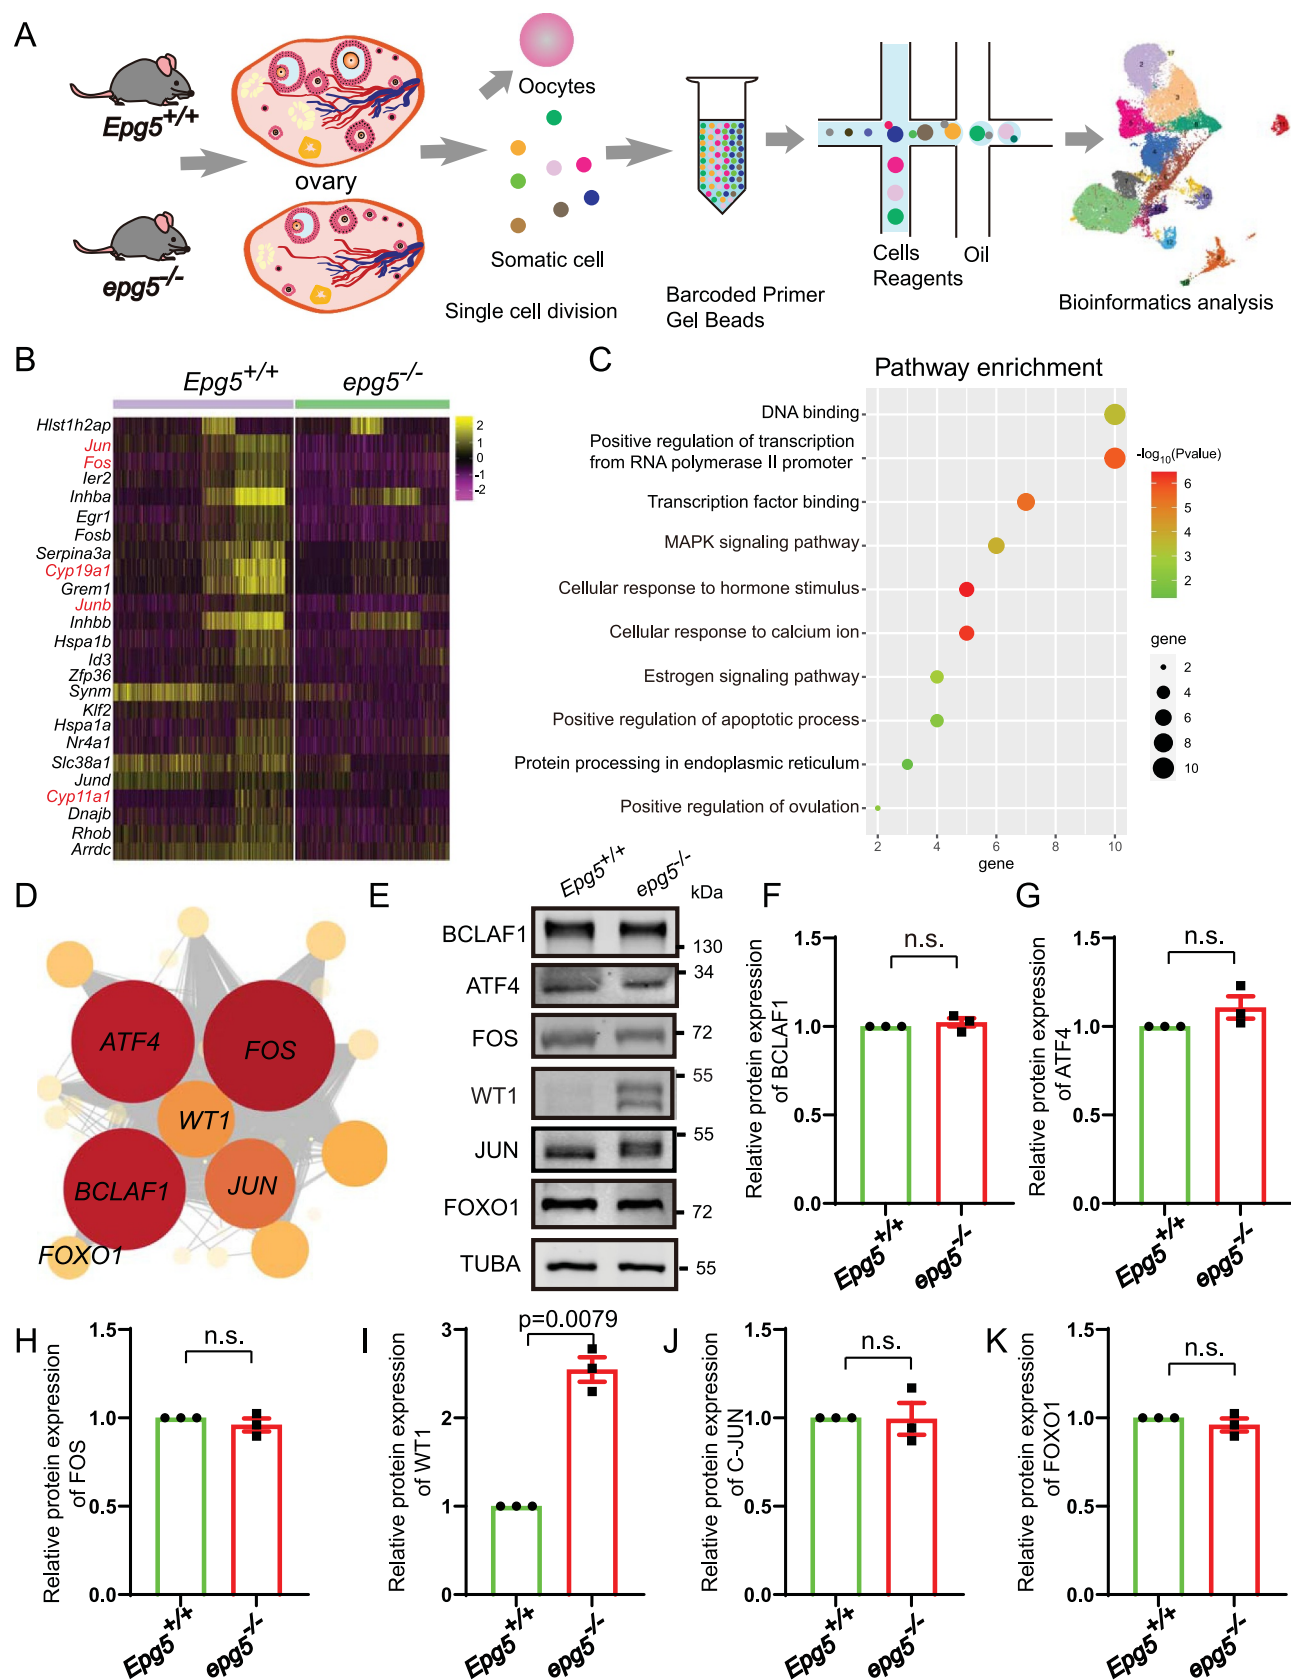 A
Epg5+/+
epg5-/-
ovary
Oocytes
Somatic cell
Single cell division
Barcoded Primer
Gel Beads
Cells
Reagents
Oil
Bioinformatics analysis
B
Epg5+/+
epg5-/-
Hist1h2ap
Jun
Fos
Ier2
Inhba
Egr1
Fosb
Serpina3a
Cyp19a1
Grem1
Junb
Inhbb
Hspa1b
Id3
Zfp36
Synm
Klf2
Hspa1a
Nr4a1
Slc38a1
Jund
Cyp11a1
Dnajb
Rhob
Arrdc
2
1
0
-1
-2
C
Pathway enrichment
DNA binding
Positive regulation of transcription
from RNA polymerase II promoter
Transcription factor binding
MAPK signaling pathway
Cellular response to hormone stimulus
Cellular response to calcium ion
Estrogen signaling pathway
Positive regulation of apoptotic process
Protein processing in endoplasmic reticulum
Positive regulation of ovulation
2 4 6 8 10
gene
-log10(Pvalue)
6
5
4
3
2
gene
2
4
6
8
10
D
ATF4
FOS
WT1
BCLAF1
JUN
FOXO1
E
Epg5+/+
epg5-/-
kDa
BCLAF1
130
ATF4
34
FOS
72
WT1
55
JUN
55
FOXO1
72
TUBA
55
F
Relative protein expression
of BCLAF1
1.5
1.0
0.5
0.0
n.s.
Epg5+/+
epg5-/-
G
Relative protein expression
of ATF4
1.5
1.0
0.5
0.0
n.s.
Epg5+/+
epg5-/-
H
Relative protein expression
of FOS
1.5
1.0
0.5
0.0
n.s.
Epg5+/+
epg5-/-
I
Relative protein expression
of WT1
3
2
1
0
p=0.0079
Epg5+/+
epg5-/-
J
Relative protein expression
of C-JUN
1.5
1.0
0.5
0.0
n.s.
Epg5+/+
epg5-/-
K
Relative protein expression
of FOXO1
1.5
1.0
0.5
0.0
n.s.
Epg5+/+
epg5-/-